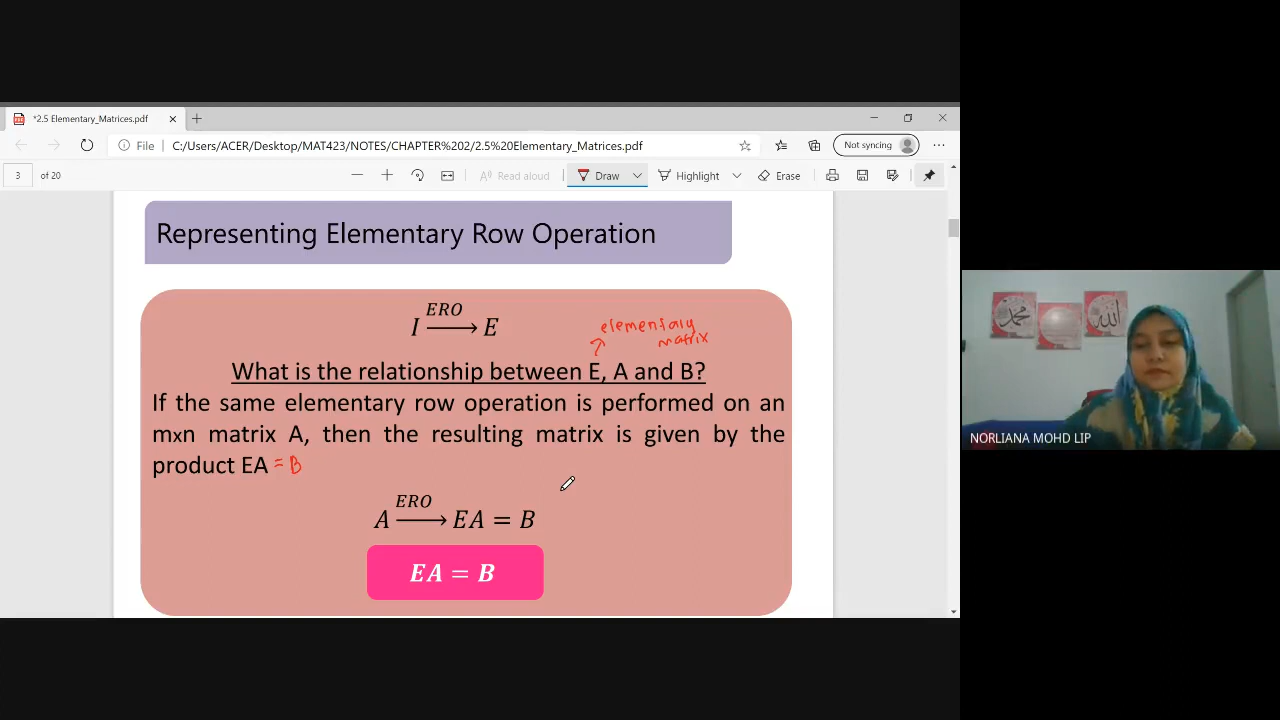 *2.5 Elementary_Matrices.pdf
File
C:/Users/ACER/Desktop/MAT423/NOTES/CHAPTER%202/2.5%20Elementary_Matrices.pdf
Not syncing
3 of 20
Read aloud
Draw
Highlight
Erase
Representing Elementary Row Operation
ERO
I ⟶ E
elementary
matrix
What is the relationship between E, A and B?
If the same elementary row operation is performed on an
mxn matrix A, then the resulting matrix is given by the
product EA = B
ERO
A ⟶ EA = B
EA = B
محمد
الله
NORLIANA MOHD LIP